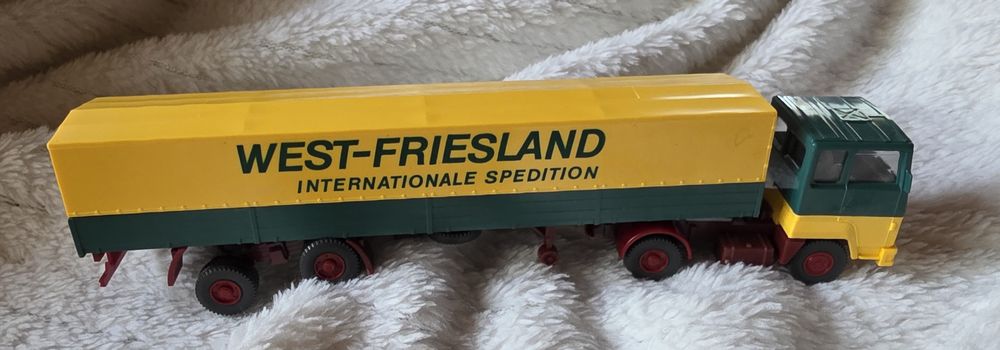 WEST-FRIESLAND
INTERNATIONALE SPEDITION